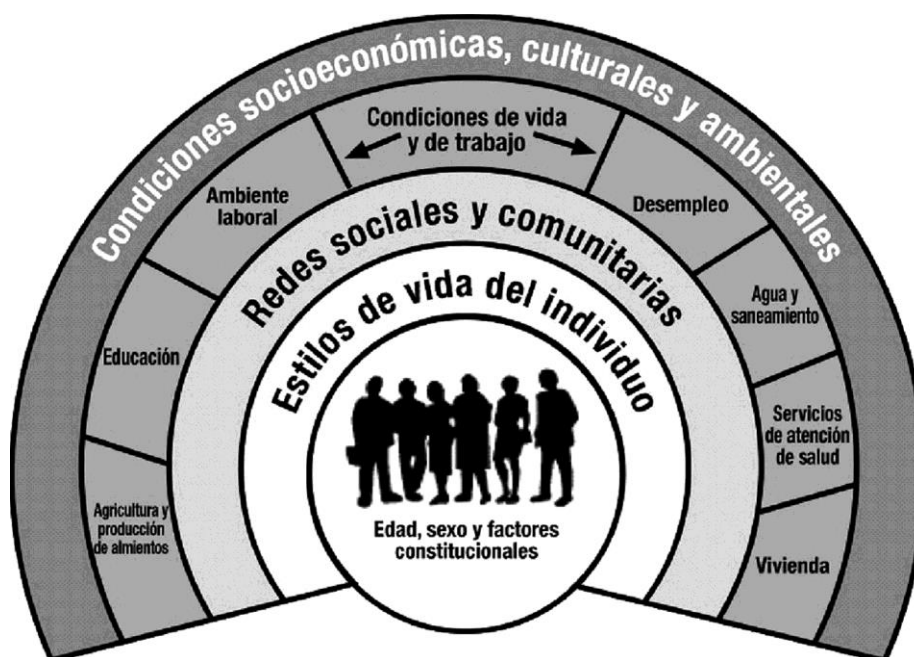 Condiciones socioeconómicas, culturales y ambientales
Condiciones de vida
y de trabajo
Ambiente
laboral
Desempleo
Educación
Agua y
saneamiento
Agricultura y
producción
de almientos
Servicios
de atención
de salud
Vivienda
Redes sociales y comunitarias
Estilos de vida del individuo
Edad, sexo y factores
constitucionales